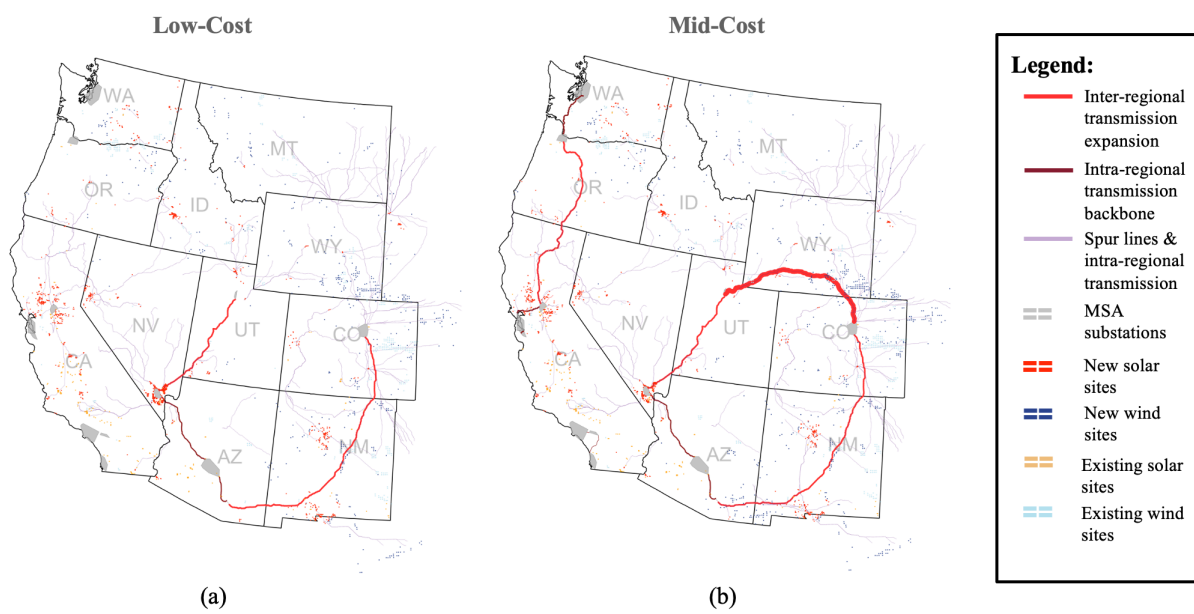 Low-Cost
Mid-Cost
WA
MT
OR
ID
WY
NV
UT
CO
CA
AZ
NM
(a)
WA
MT
OR
ID
WY
NV
UT
CO
CA
AZ
NM
(b)
Legend:
Inter-regional
transmission
expansion
Intra-regional
transmission
backbone
Spur lines &
intra-regional
transmission
MSA
substations
New solar
sites
New wind
sites
Existing solar
sites
Existing wind
sites